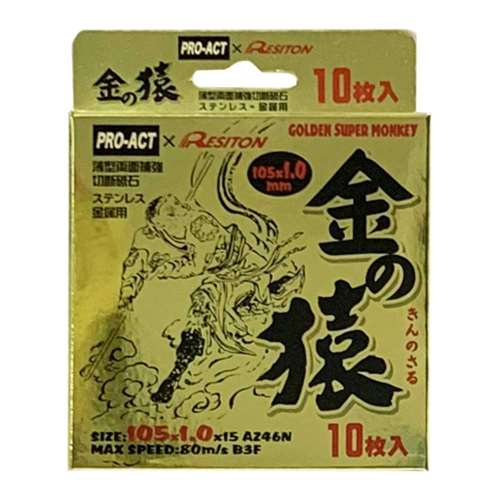 PRO-ACT × RESITON
金の猿
薄型両面補強切断砥石
ステンレス・金属用
10枚入
PRO-ACT × RESITON
GOLDEN SUPER MONKEY
薄型両面補強
切断砥石
ステンレス
金属用
105×1.0
mm
金の猿
きんのさる
SIZE:105×1.0×15 AZ46N
MAX SPEED:80m/s B3F
10枚入